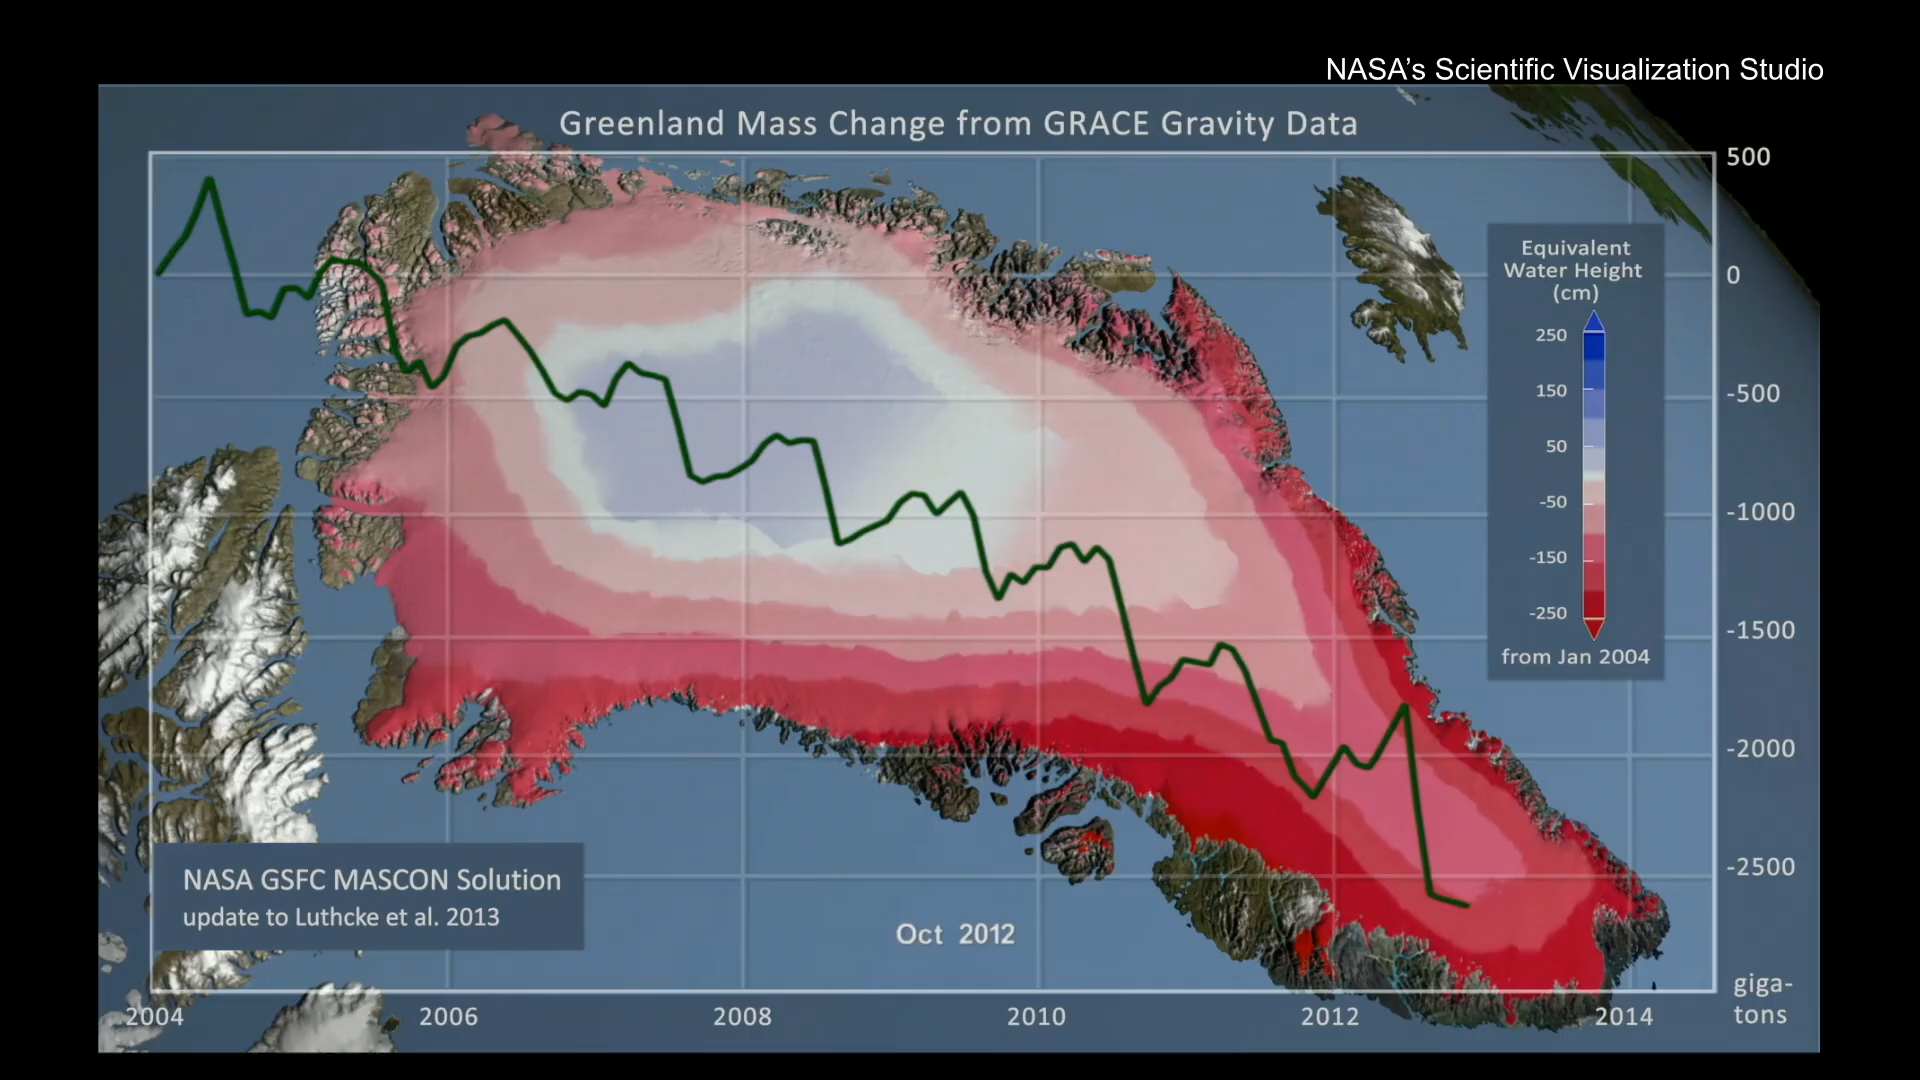 NASA's Scientific Visualization Studio
Greenland Mass Change from GRACE Gravity Data
500
0
-500
-1000
-1500
-2000
-2500
giga-
tons
Equivalent
Water Height
(cm)
250
150
50
-50
-150
-250
from Jan 2004
NASA GSFC MASCON Solution
update to Luthcke et al. 2013
Oct 2012
2004 2006 2008 2010 2012 2014